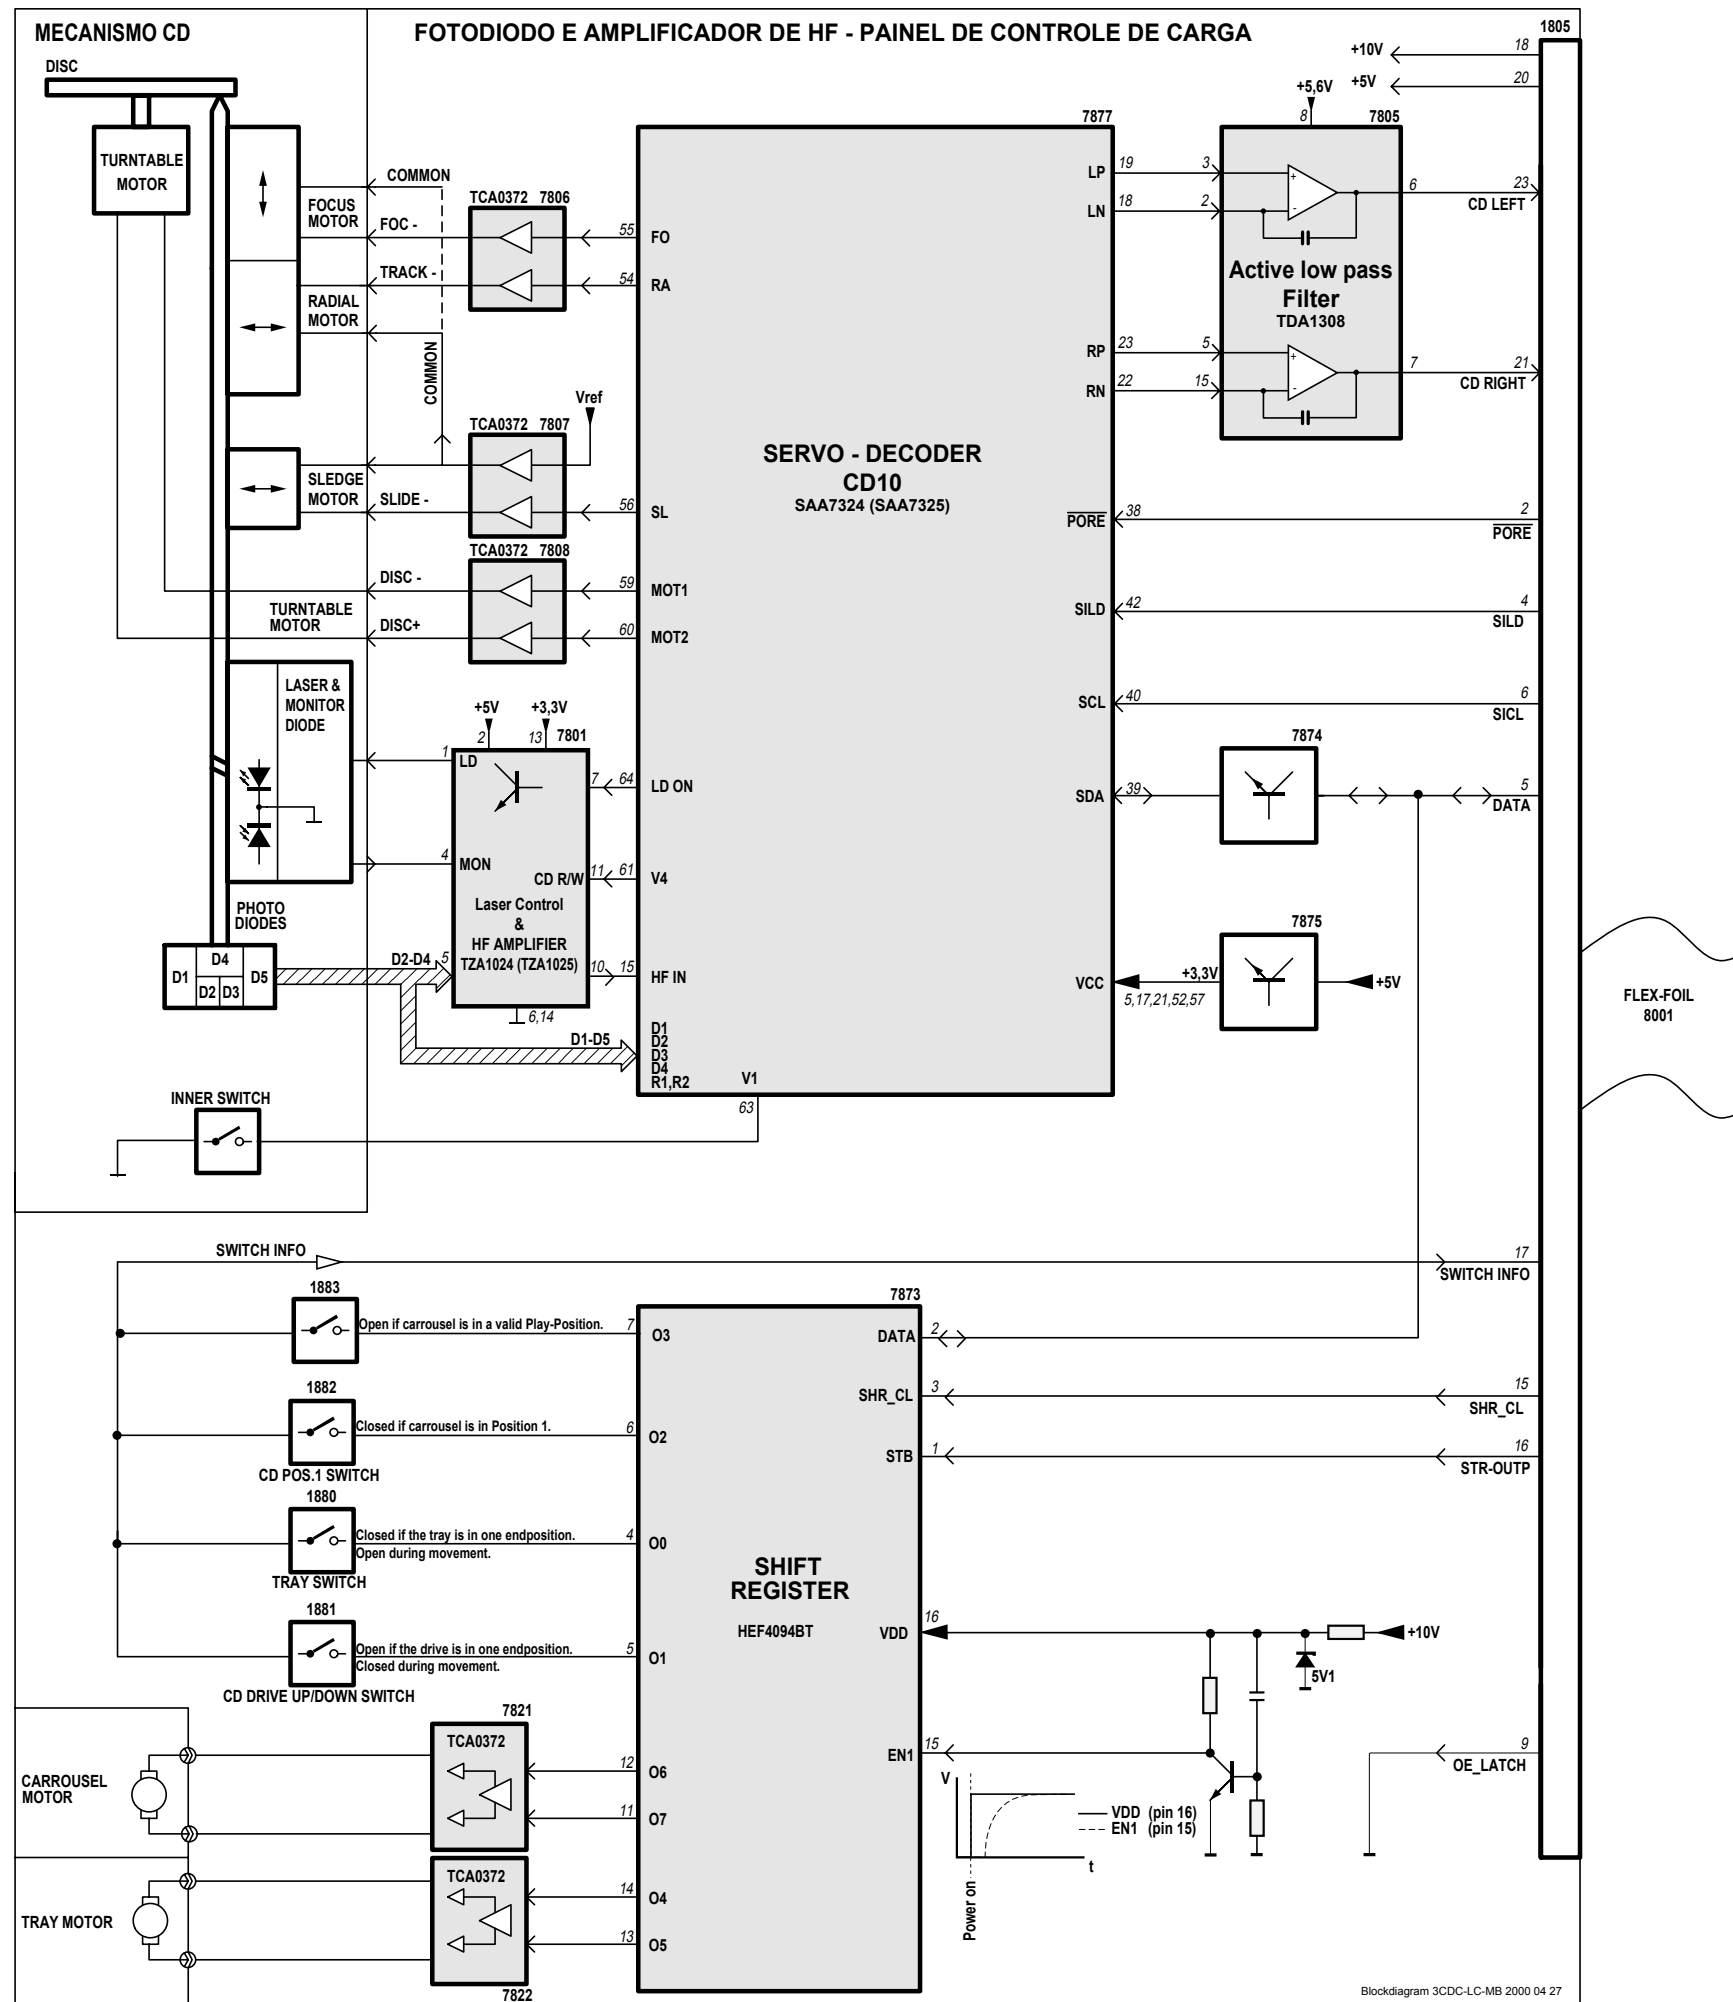 MECANISMO CD
FOTODIODO E AMPLIFICADOR DE HF - PAINEL DE CONTROLE DE CARGA
1805
DISC
TURNTABLE
MOTOR
FOCUS
MOTOR
RADIAL
MOTOR
COMMON
FOC -
TRACK -
COMMON
TCA0372 7806
55 FO
54 RA
SLEDGE
MOTOR
SLIDE -
TCA0372 7807
Vref
56 SL
TCA0372 7808
DISC -
TURNTABLE
MOTOR
DISC+
59 MOT1
60 MOT2
LASER &
MONITOR
DIODE
+5V
+3,3V
2
13 7801
1 LD
7 64 LD ON
4 MON
CD R/W 11 61 V4
Laser Control
&
HF AMPLIFIER
TZA1024 (TZA1025)
10 15 HF IN
6,14
PHOTO
DIODES
D1 D4 D5
D2 D3
D2-D4 5
D1-D5
D1
D2
D3
D4
R1,R2
V1
63
INNER SWITCH
7877
SERVO - DECODER
CD10
SAA7324 (SAA7325)
LP 19 3
LN 18 2
RP 23 5
RN 22 15
+5,6V
8 7805
Active low pass
Filter
TDA1308
+
-
+
-
6
7
+10V 18
+5V 20
23
CD LEFT
21
CD RIGHT
PORE 38
2
PORE
SILD 42
4
SILD
SCL 40
6
SICL
7874
SDA 39
5
DATA
7875
VCC +3,3V
5,17,21,52,57
+5V
FLEX-FOIL
8001
SWITCH INFO
17
SWITCH INFO
1883
Open if carrousel is in a valid Play-Position.
7 O3
1882
Closed if carrousel is in Position 1.
6 O2
CD POS.1 SWITCH
1880
Closed if the tray is in one endposition.
Open during movement.
4 O0
TRAY SWITCH
1881
Open if the drive is in one endposition.
Closed during movement.
5 O1
CD DRIVE UP/DOWN SWITCH
7873
SHIFT
REGISTER
HEF4094BT
DATA 2
SHR_CL 3
15
SHR_CL
STB 1
16
STR-OUTP
VDD 16
+10V
5V1
EN1 15
9
OE_LATCH
V
VDD (pin 16)
EN1 (pin 15)
t
Power on
CARROUSEL
MOTOR
7821
TCA0372
12 O6
11 O7
TRAY MOTOR
TCA0372
14 O4
13 O5
7822
Blockdiagram 3CDC-LC-MB 2000 04 27